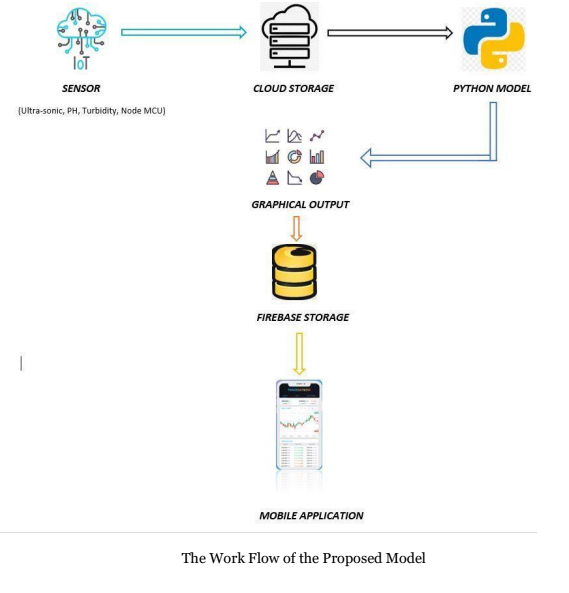 IoT
SENSOR
CLOUD STORAGE
PYTHON MODEL
(Ultra-sonic, PH, Turbidity, Node MCU)
GRAPHICAL OUTPUT
FIREBASE STORAGE
MOBILE APPLICATION
The Work Flow of the Proposed Model